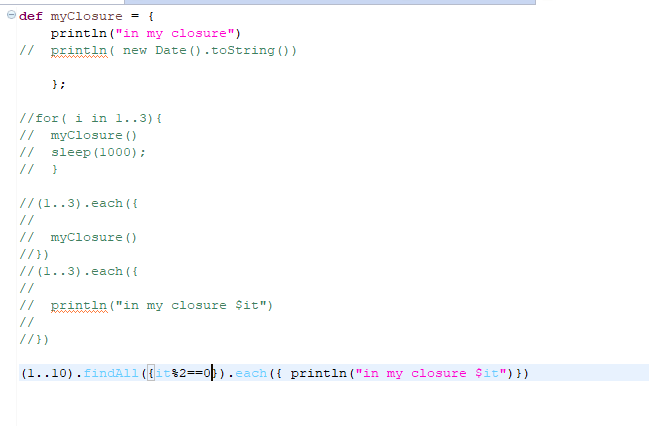 def myClosure = {
    println("in my closure")
//  println( new Date().toString())

    };

//for( i in 1..3){
//  myClosure()
//  sleep(1000);
//  }

//(1..3).each({
//
//  myClosure()
//})
//(1..3).each({
//
//  println("in my closure $it")
//
//})

(1..10).findAll({it%2==0}).each({ println("in my closure $it")})